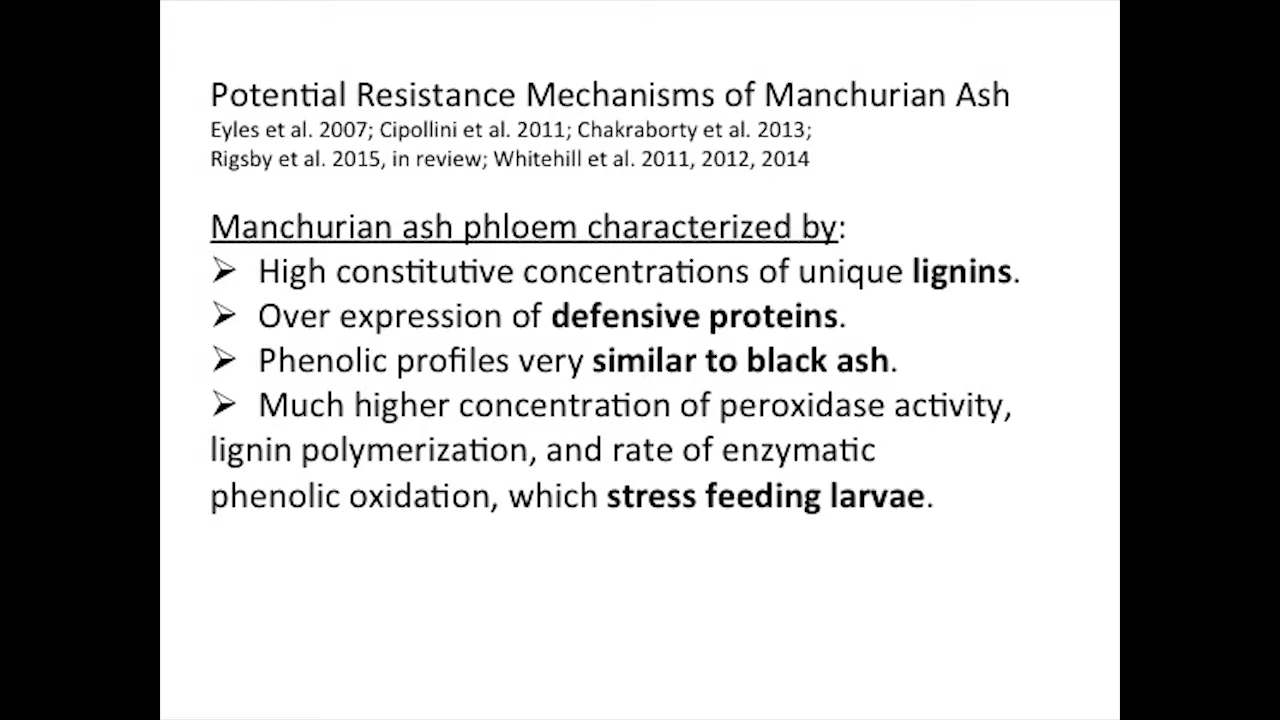 Potential Resistance Mechanisms of Manchurian Ash
Eyles et al. 2007; Cipollini et al. 2011; Chakraborty et al. 2013;
Rigsby et al. 2015, in review; Whitehill et al. 2011, 2012, 2014
Manchurian ash phloem characterized by:
➢ High constitutive concentrations of unique lignins.
➢ Over expression of defensive proteins.
➢ Phenolic profiles very similar to black ash.
➢ Much higher concentration of peroxidase activity,
lignin polymerization, and rate of enzymatic
phenolic oxidation, which stress feeding larvae.